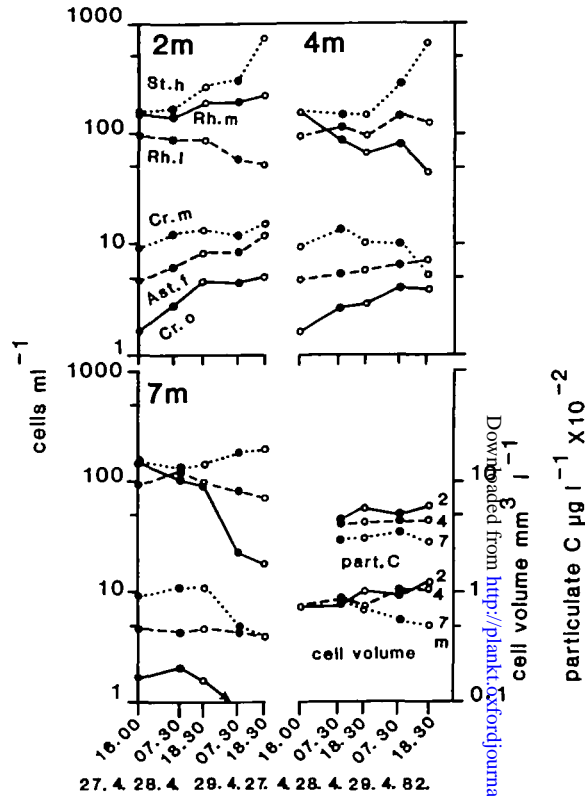 1000
2m
4m
St.h
Rh.m
100
Rh.l
Cr.m
10
Ast.f
Cr.o
1
cells ml⁻¹
1000
7m
100
10
1
10
2
4
7
part.C
1
2
4
7
m
cell volume
0.1
cell volume mm³ l⁻¹
particulate C µg l⁻¹ X10⁻²
16.00 07.30 18.30 07.30 18.30 16.00 07.30 18.30 07.30 18.30
27.4. 28.4. 29.4. 27.4. 28.4. 29.4.82.
Downloaded from http://plankt.oxfordjourna